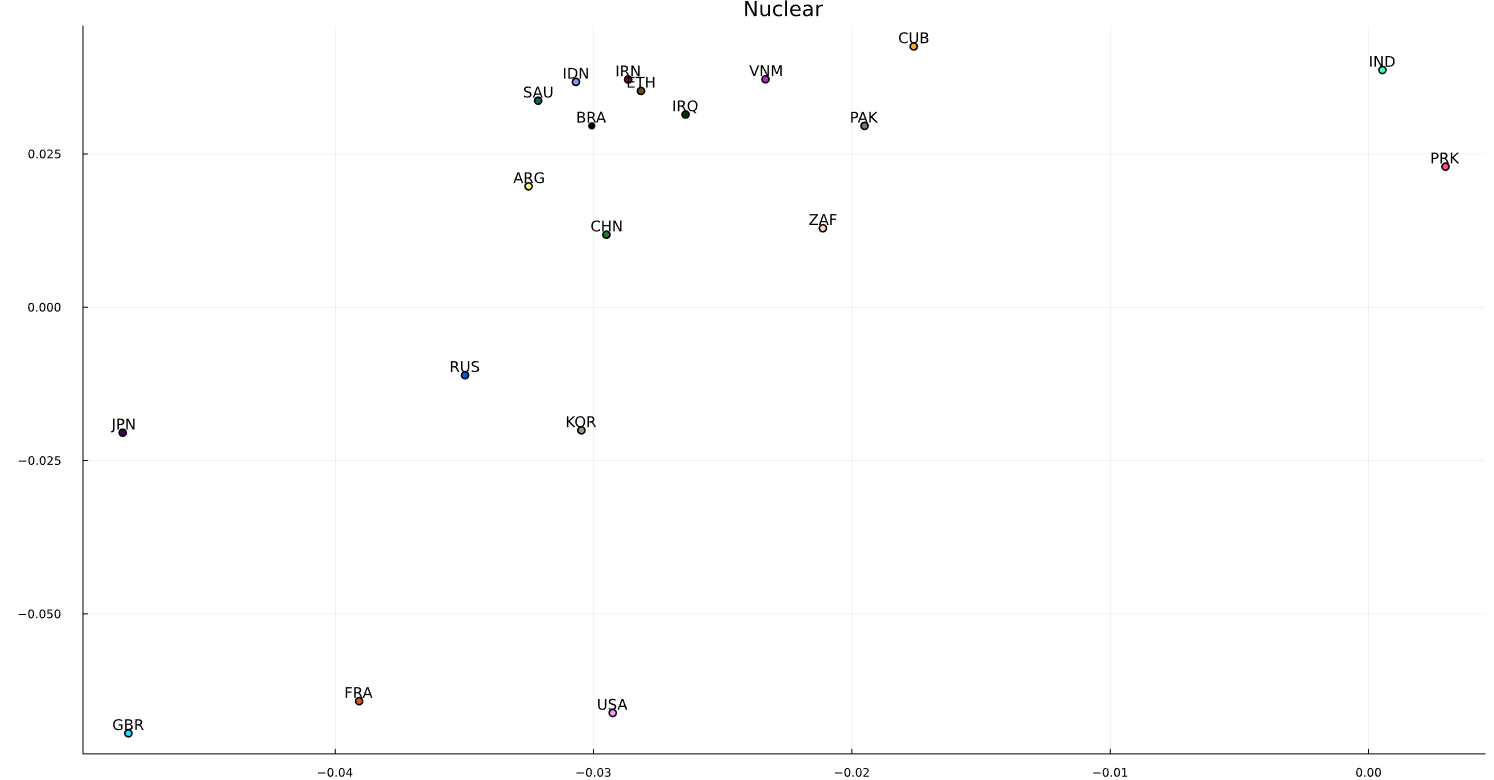 Nuclear
CUB
IND
IDN
IRN
VNM
ETH
SAU
IRQ
BRA
PAK
0.025
PRK
ARG
ZAF
CHN
0.000
RUS
KOR
JPN
−0.025
−0.050
FRA
USA
GBR
−0.04
−0.03
−0.02
−0.01
0.00